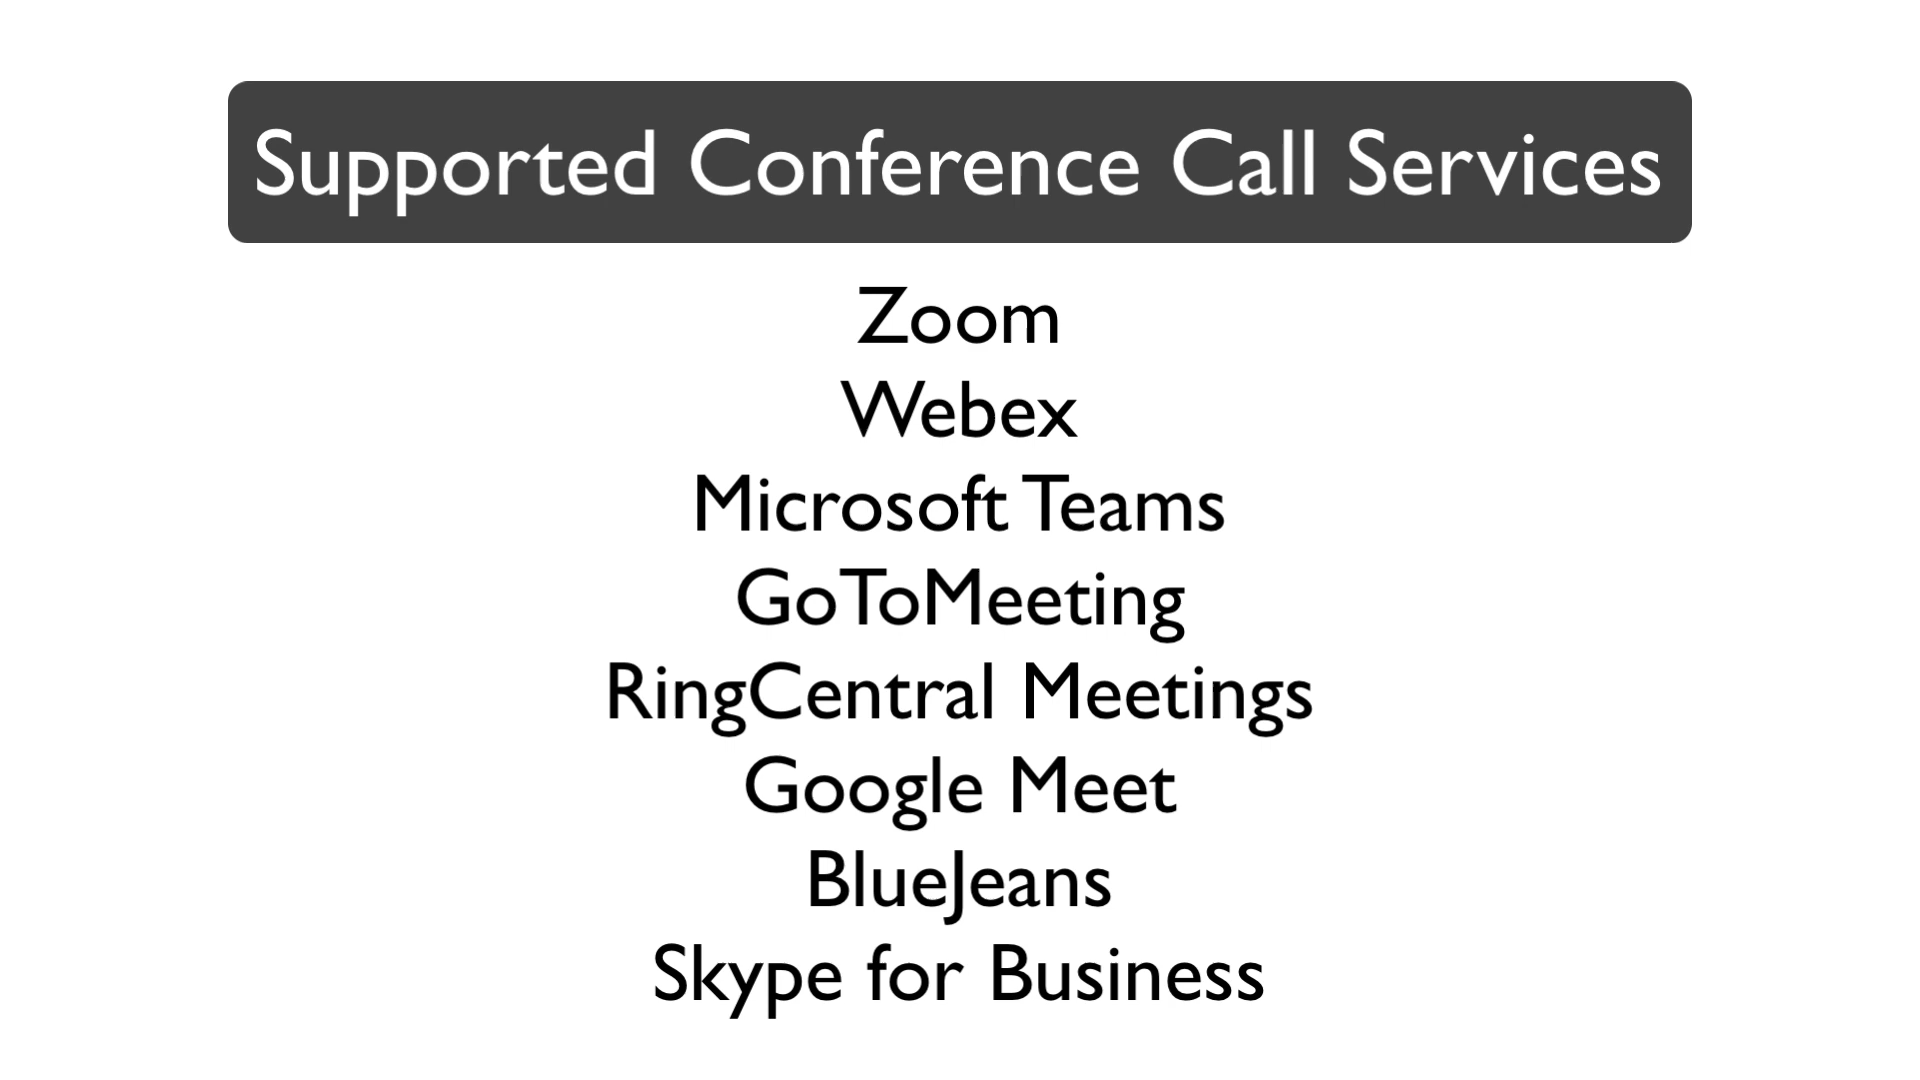 Supported Conference Call Services
Zoom
Webex
Microsoft Teams
GoToMeeting
RingCentral Meetings
Google Meet
BlueJeans
Skype for Business